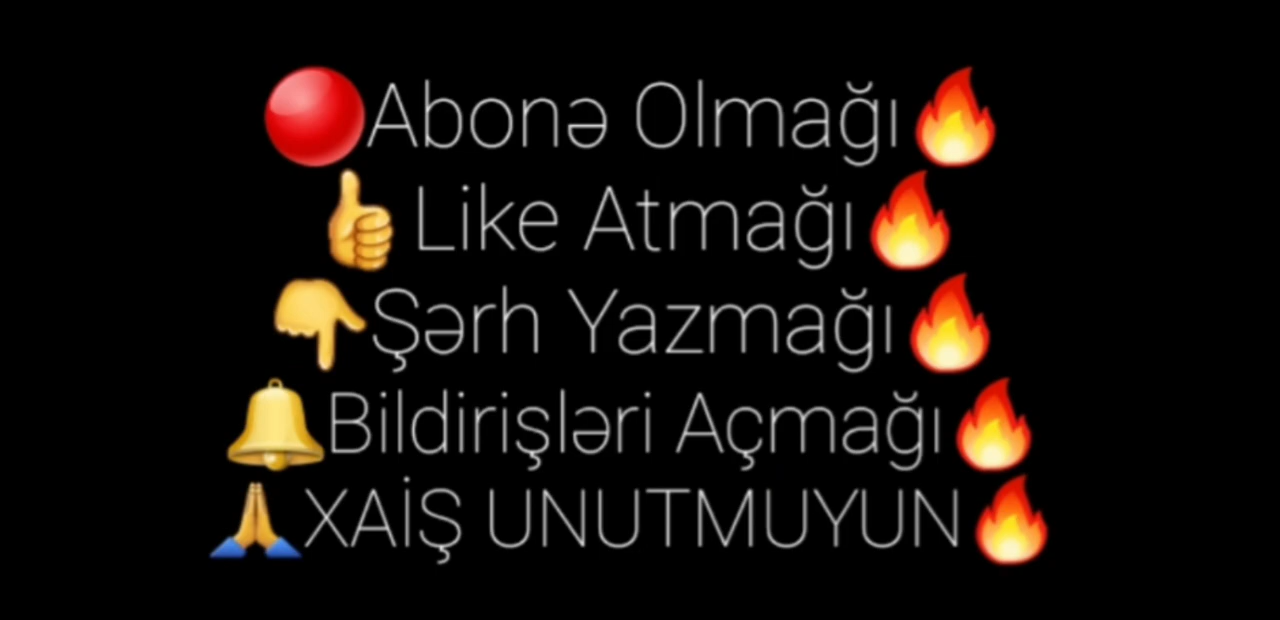 🔴Abonə Olmağı🔥
👍 Like Atmağı🔥
👇Şərh Yazmağı🔥
🔔Bildirişləri Açmağı🔥
🙏XAİŞ UNUTMUYUN🔥